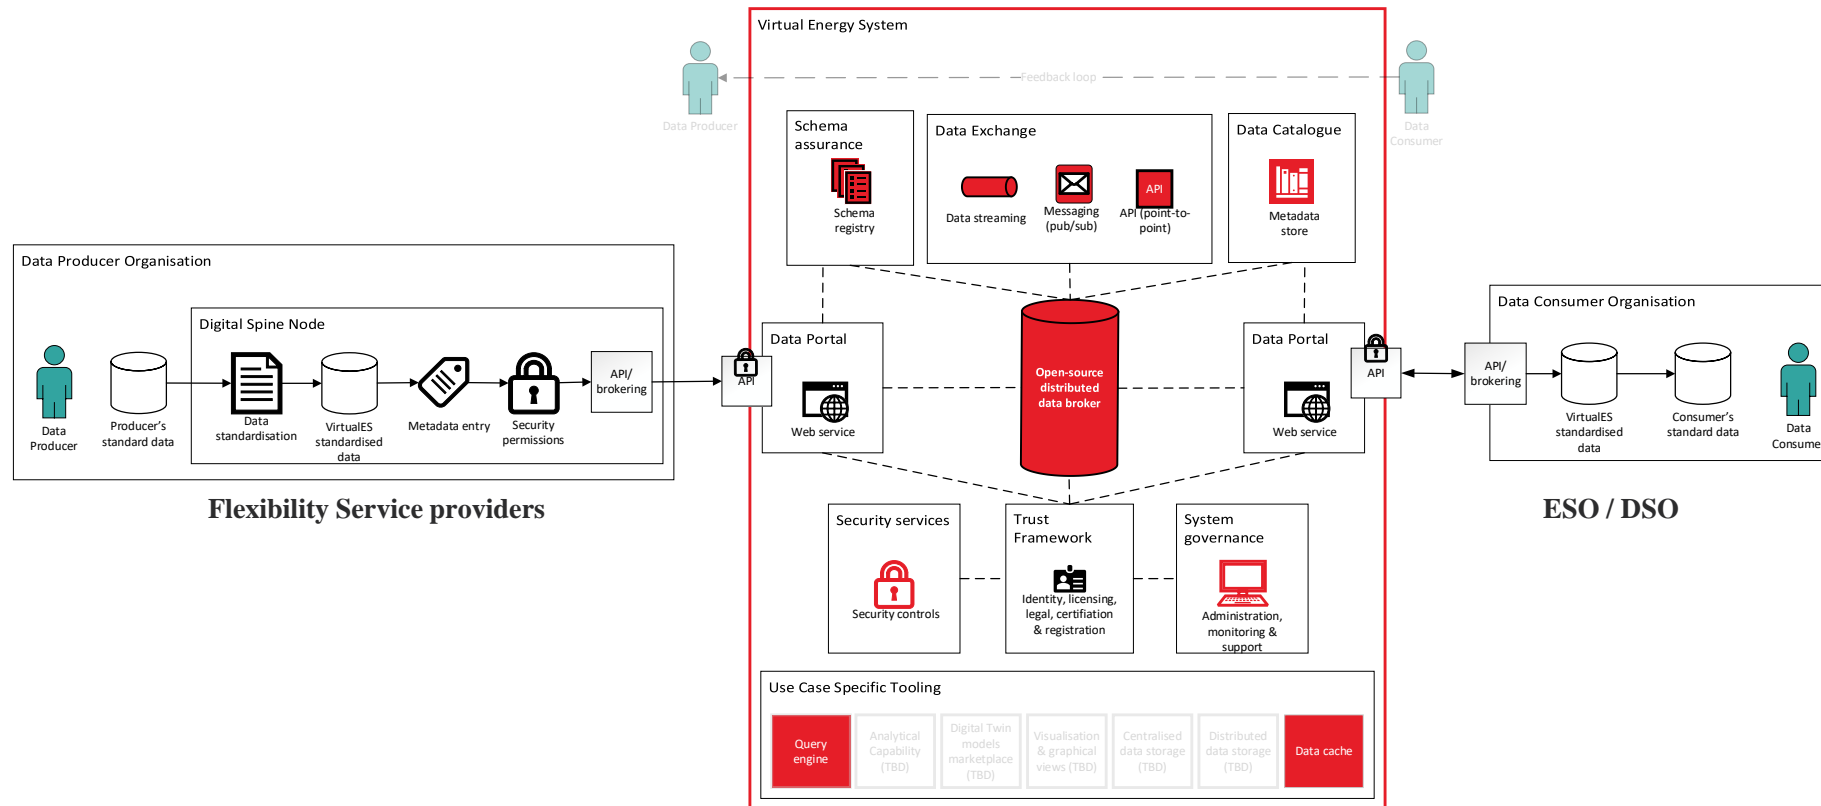 Virtual Energy System
Feedback loop
Data Producer
Data
Consumer
Schema
assurance
Schema
registry
Data Exchange
Data streaming
Messaging
(pub/sub)
API
API (point-to-
point)
Data Catalogue
Metadata
store
Data Producer Organisation
Data
Producer
Producer's
standard data
Digital Spine Node
Data
standardisation
VirtualES
standardised
data
Metadata entry
Security
permissions
API/
brokering
API
Data Portal
Web service
Open-source
distributed
data broker
Data Portal
Web service
API
Data Consumer Organisation
API/
brokering
VirtualES
standardised
data
Consumer's
standard data
Data
Consumer
Flexibility Service providers
ESO / DSO
Security services
Security controls
Trust
Framework
Identity, licensing,
legal, certifiation
& registration
System
governance
Administration,
monitoring &
support
Use Case Specific Tooling
Query
engine
Analytical
Capability
(TBD)
Digital Twin
models
marketplace
(TBD)
Visualisation
& graphical
views (TBD)
Centralised
data storage
(TBD)
Distributed
data storage
(TBD)
Data cache